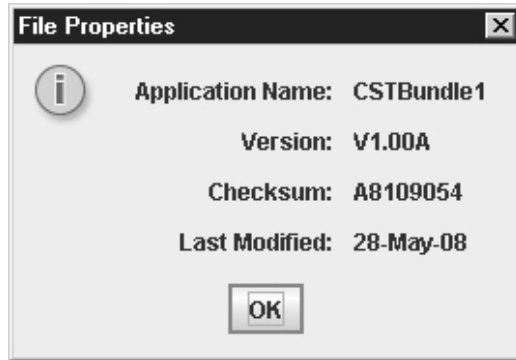 File Properties
Application Name: CSTBundle1
Version: V1.00A
Checksum: A8109054
Last Modified: 28-May-08
OK